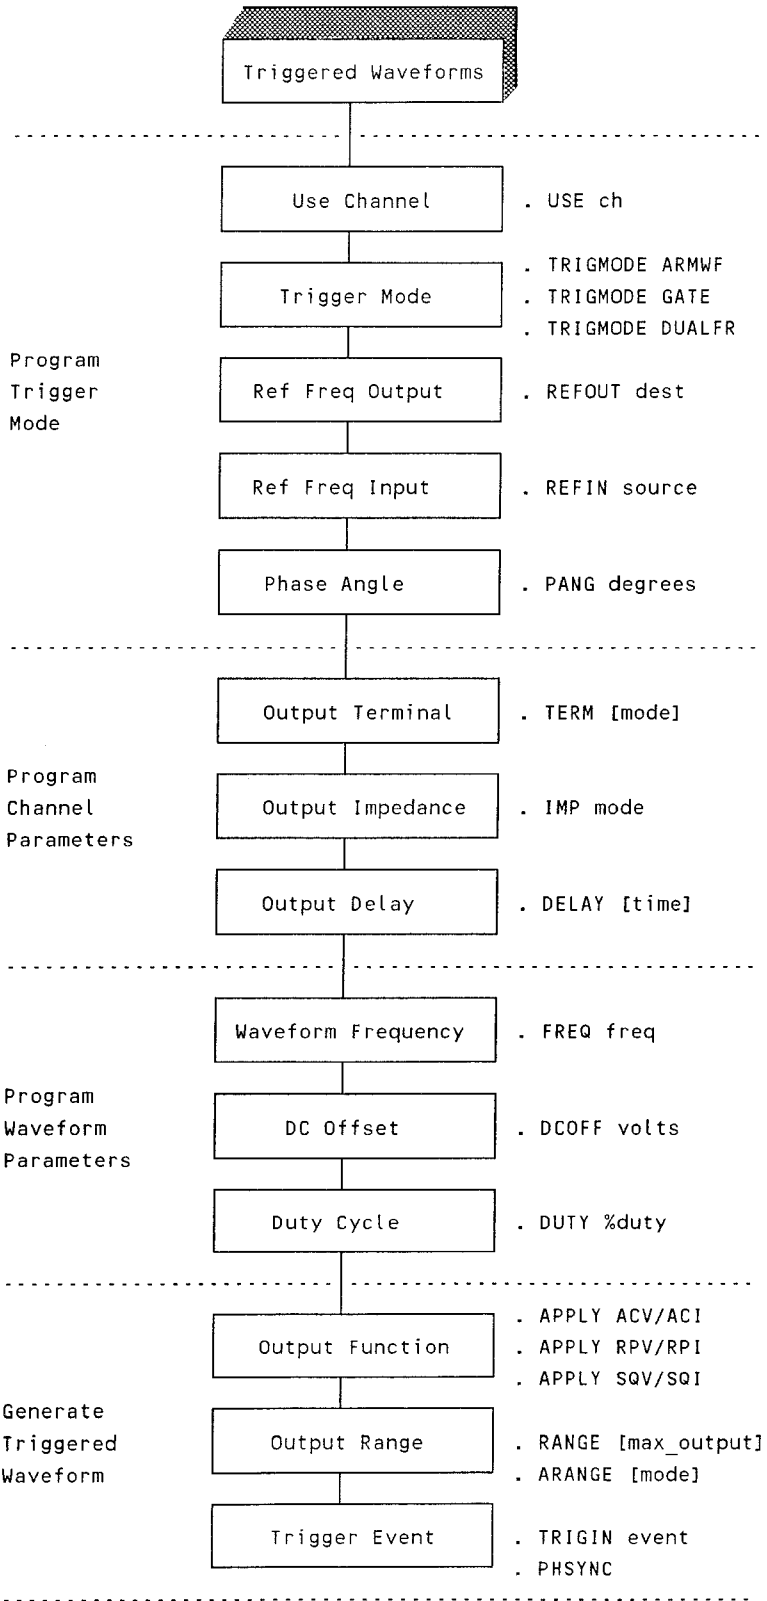 Triggered Waveforms
Use Channel
. USE ch
Trigger Mode
. TRIGMODE ARMWF
. TRIGMODE GATE
. TRIGMODE DUALFR
Program
Trigger
Mode
Ref Freq Output
. REFOUT dest
Ref Freq Input
. REFIN source
Phase Angle
. PANG degrees
Output Terminal
. TERM [mode]
Program
Channel
Parameters
Output Impedance
. IMP mode
Output Delay
. DELAY [time]
Waveform Frequency
. FREQ freq
Program
Waveform
Parameters
DC Offset
. DCOFF volts
Duty Cycle
. DUTY %duty
Output Function
. APPLY ACV/ACI
. APPLY RPV/RPI
. APPLY SQV/SQI
Generate
Triggered
Waveform
Output Range
. RANGE [max_output]
. ARANGE [mode]
Trigger Event
. TRIGIN event
. PHSYNC